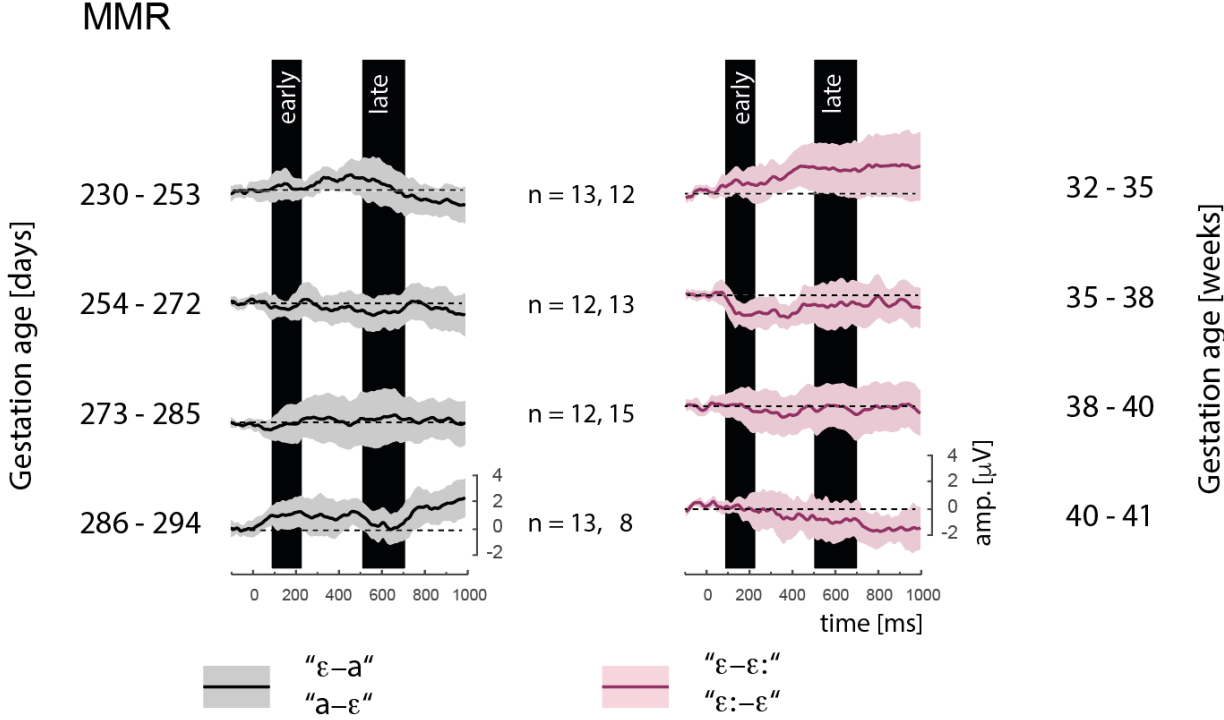 MMR
early
late
early
late
230 - 253
n = 13, 12
32 - 35
254 - 272
n = 12, 13
35 - 38
273 - 285
n = 12, 15
38 - 40
286 - 294
n = 13, 8
40 - 41
Gestation age [days]
Gestation age [weeks]
4
2
0
-2
4
2
0
-2
amp. [μV]
0 200 400 600 800 1000
0 200 400 600 800 1000
time [ms]
“ε–a“
“a–ε“
“ε–ε:“
“ε:–ε“